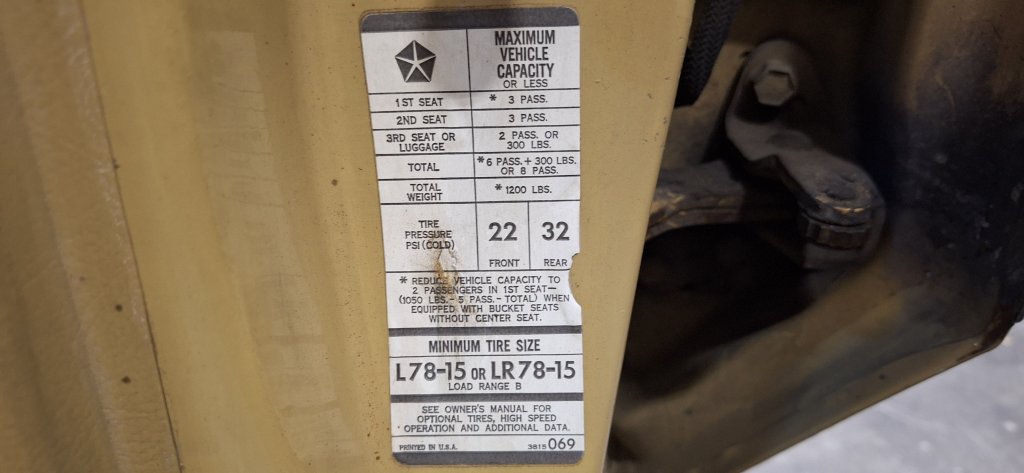 MAXIMUM
VEHICLE
CAPACITY
OR LESS
1ST SEAT * 3 PASS.
2ND SEAT 3 PASS.
3RD SEAT OR
LUGGAGE
2 PASS. OR
300 LBS.
TOTAL
*6 PASS.+ 300 LBS.
OR 8 PASS.
TOTAL
WEIGHT
* 1200 LBS.
TIRE
PRESSURE
PSI (COLD)
22 32
FRONT REAR
* REDUCE VEHICLE CAPACITY TO
2 PASSENGERS IN 1ST SEAT—
(1050 LBS.- 5 PASS.- TOTAL) WHEN
EQUIPPED WITH BUCKET SEATS
WITHOUT CENTER SEAT.
MINIMUM TIRE SIZE
L78-15 OR LR78-15
LOAD RANGE B
SEE OWNER'S MANUAL FOR
OPTIONAL TIRES, HIGH SPEED
OPERATION AND ADDITIONAL DATA.
PRINTED IN U.S.A. 3815 069